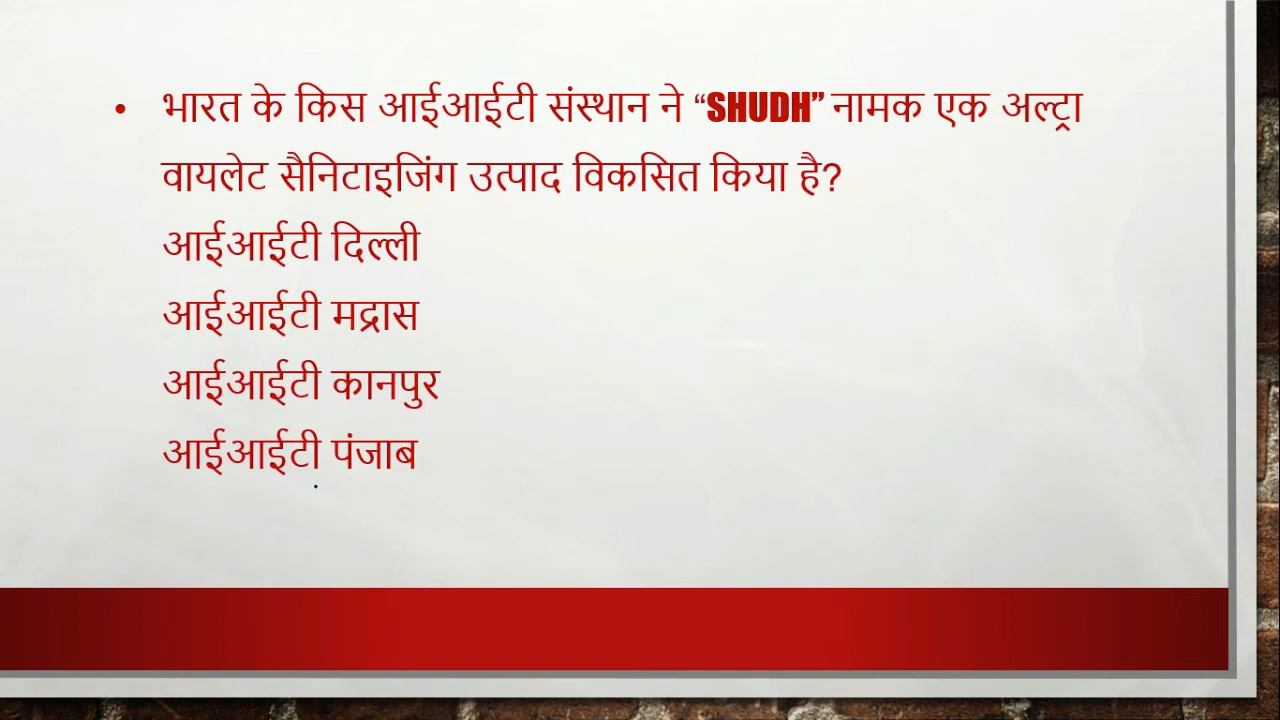 • भारत के किस आईआईटी संस्थान ने “SHUDH” नामक एक अल्ट्रा
वायलेट सैनिटाइजिंग उत्पाद विकसित किया है?
आईआईटी दिल्ली
आईआईटी मद्रास
आईआईटी कानपुर
आईआईटी पंजाब